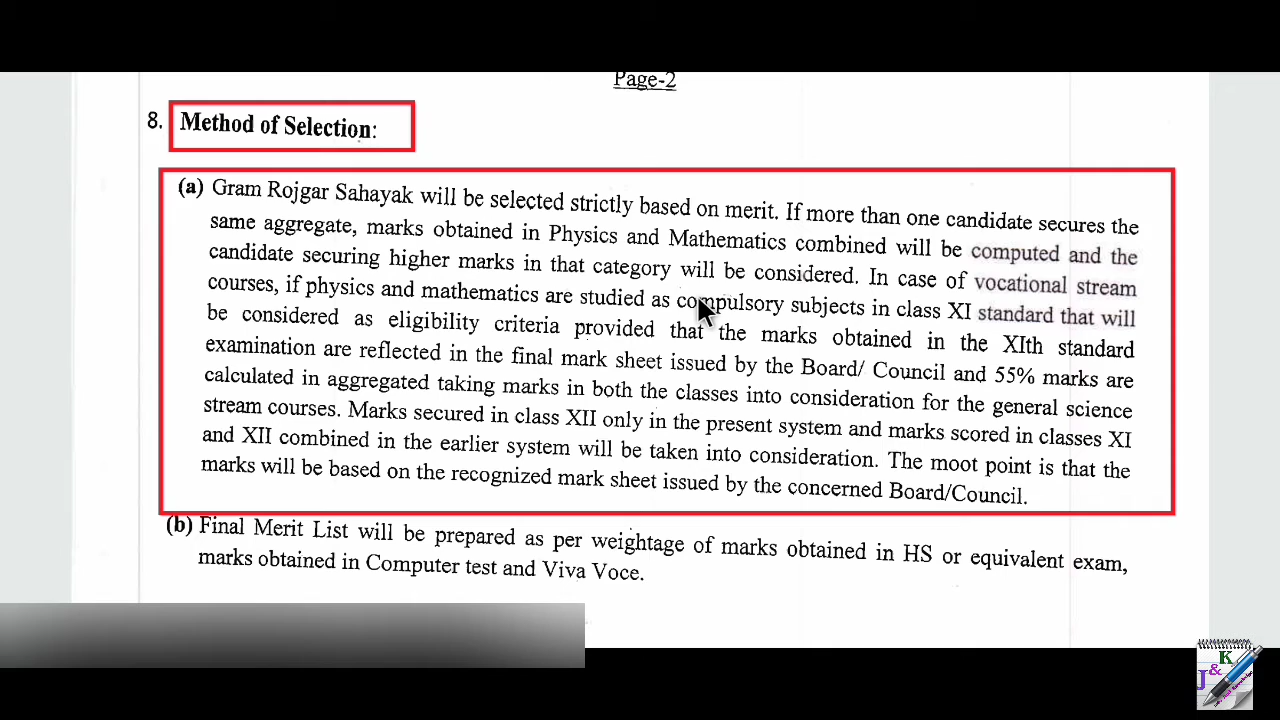 Page-2
8. Method of Selection:
(a) Gram Rojgar Sahayak will be selected strictly based on merit. If more than one candidate secures the
same aggregate, marks obtained in Physics and Mathematics combined will be computed and the
candidate securing higher marks in that category will be considered. In case of vocational stream
courses, if physics and mathematics are studied as compulsory subjects in class XI standard that will
be considered as eligibility criteria provided that the marks obtained in the XIth standard
examination are reflected in the final mark sheet issued by the Board/ Council and 55% marks are
calculated in aggregated taking marks in both the classes into consideration for the general science
stream courses. Marks secured in class XII only in the present system and marks scored in classes XI
and XII combined in the earlier system will be taken into consideration. The moot point is that the
marks will be based on the recognized mark sheet issued by the concerned Board/Council.
(b) Final Merit List will be prepared as per weightage of marks obtained in HS or equivalent exam,
marks obtained in Computer test and Viva Voce.
J&K